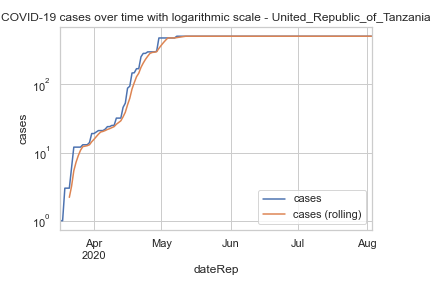 COVID-19 cases over time with logarithmic scale - United_Republic_of_Tanzania
cases
10²
10¹
10⁰
cases
cases (rolling)
Apr
2020
May
Jun
Jul
Aug
dateRep